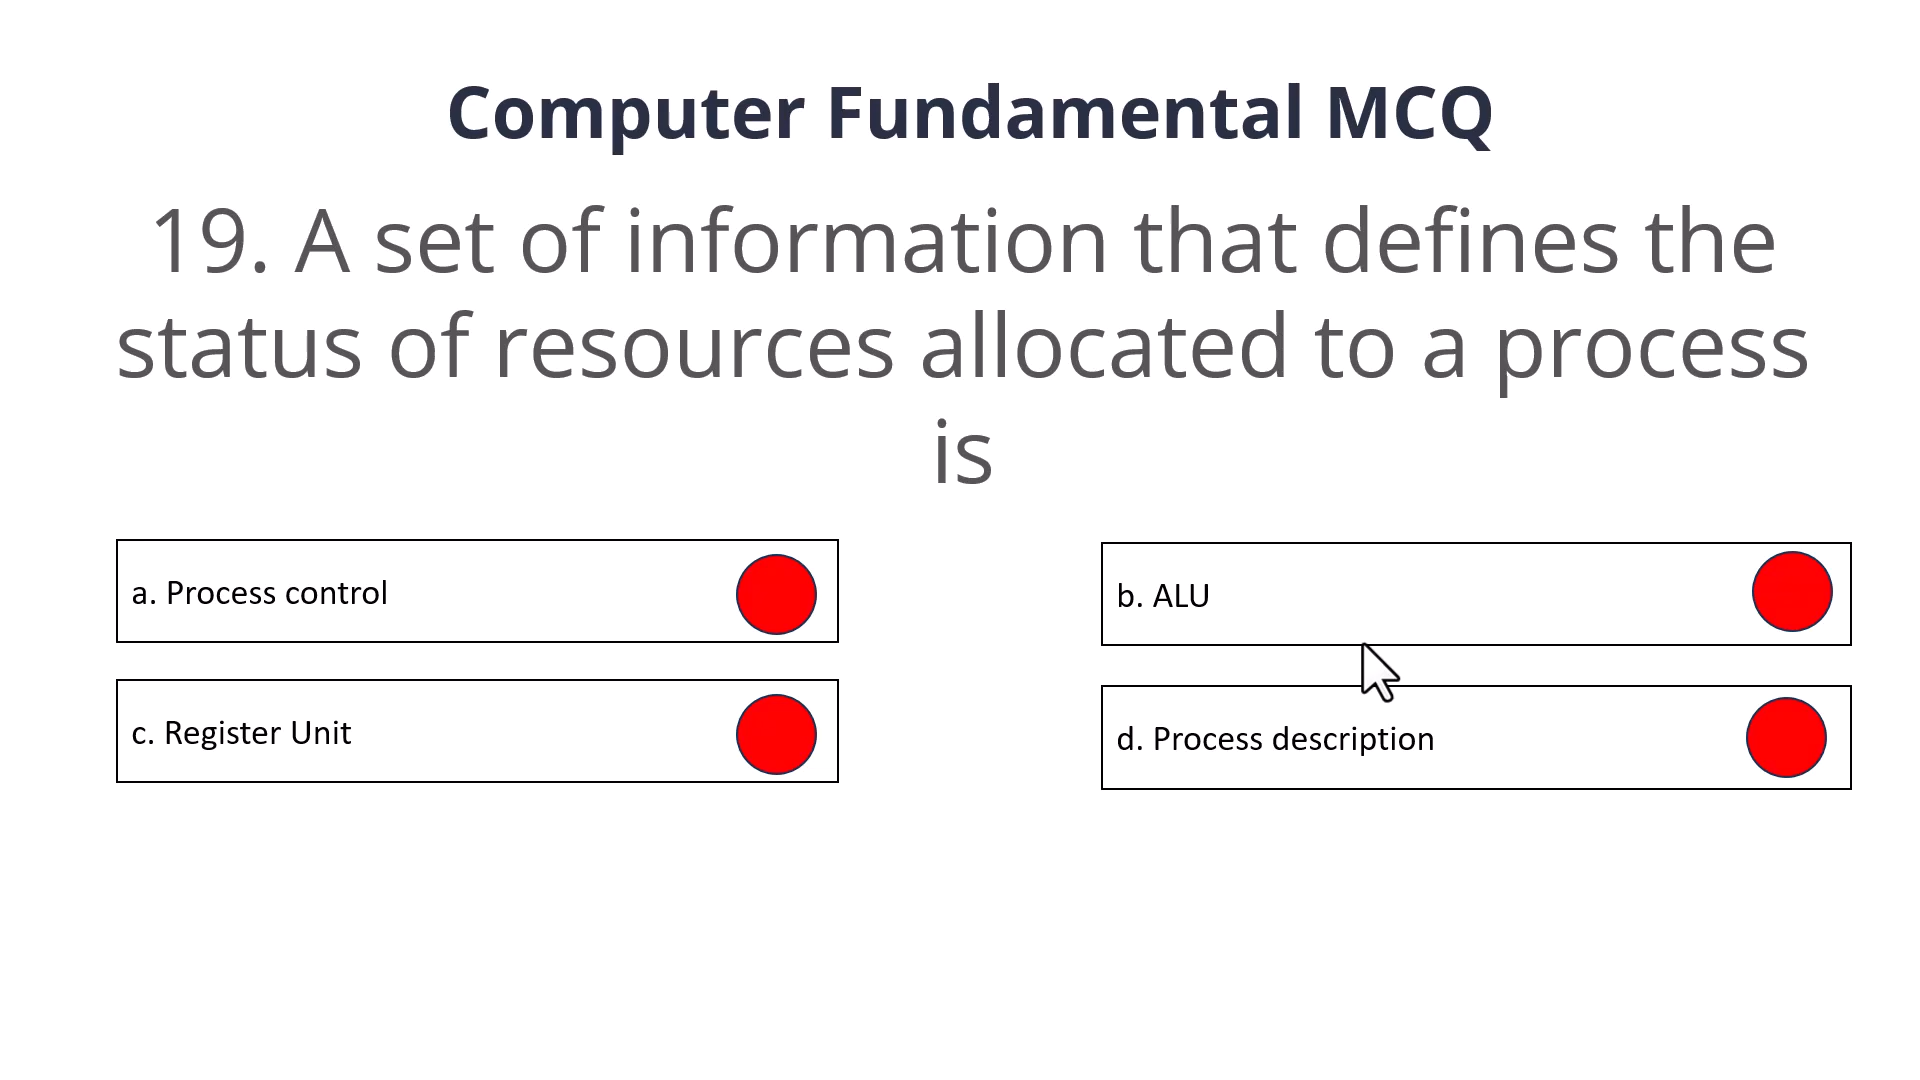 Computer Fundamental MCQ
19. A set of information that defines the
status of resources allocated to a process
is
a. Process control
b. ALU
c. Register Unit
d. Process description